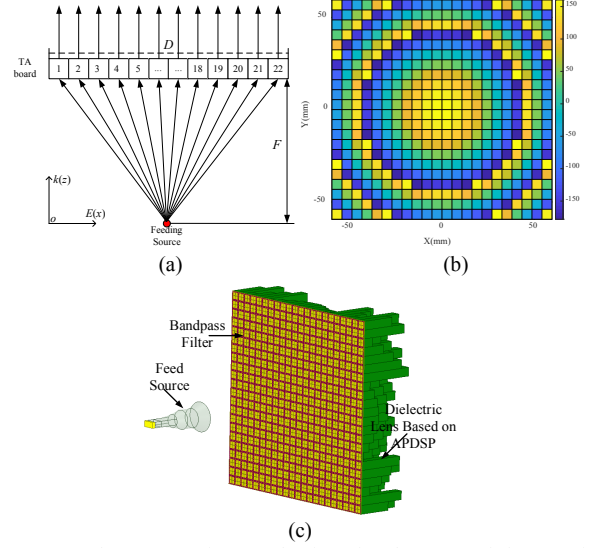 D
TA
board
1 2 3 4 5 ... ... 18 19 20 21 22
F
k(z)
o
E(x)
Feeding
Source
(a)
50
0
-50
Y(mm)
-50 0 50
X(mm)
150
100
50
0
-50
-100
-150
(b)
Bandpass
Filter
Feed
Source
Dielectric
Lens Based on
APDSP
(c)